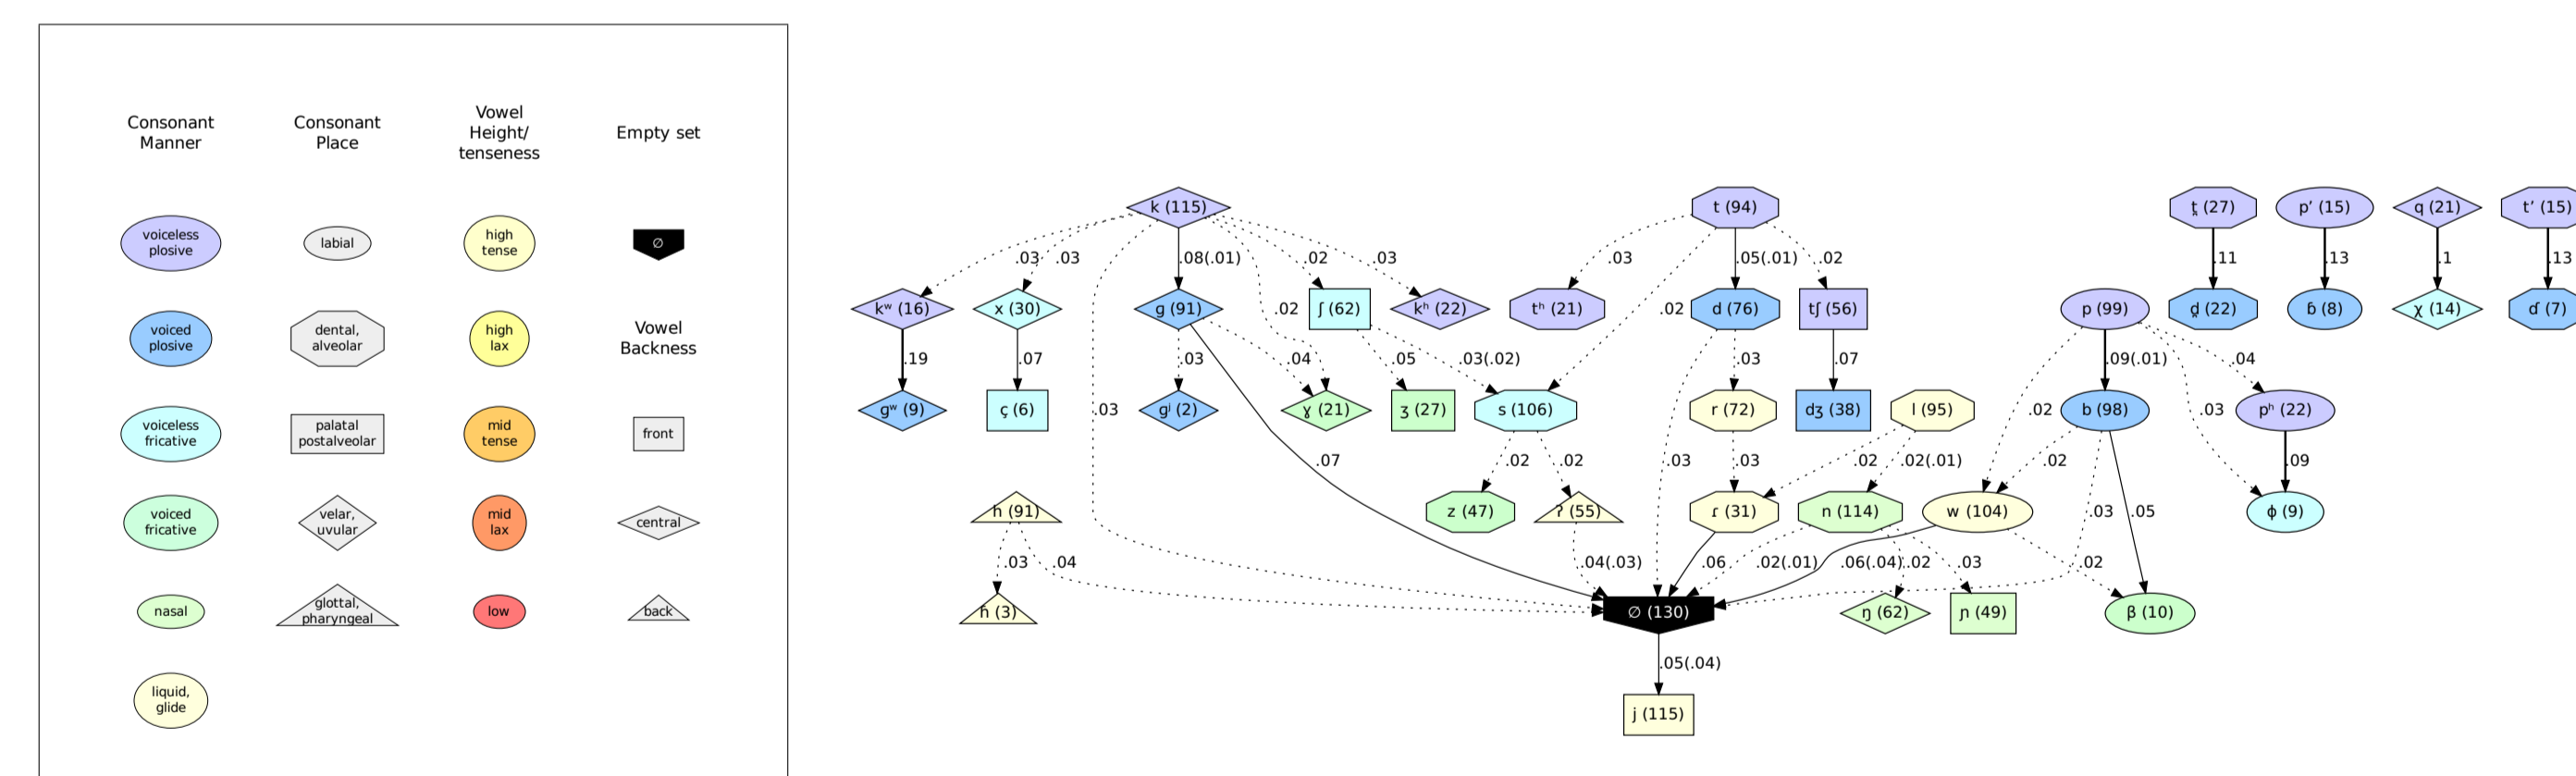 Consonant
Manner
Consonant
Place
Vowel
Height/
tenseness
Empty set
voiceless
plosive
labial
high
tense
∅
voiced
plosive
dental,
alveolar
high
lax
Vowel
Backness
voiceless
fricative
palatal
postalveolar
mid
tense
front
voiced
fricative
velar,
uvular
mid
lax
central
nasal
glottal,
pharyngeal
low
back
liquid,
glide
k (115)
t (94)
t̪ (27)
p’ (15)
q (21)
t’ (15)
.03
.03
.08(.01)
.02
.03
.03
.05(.01)
.02
.11
.13
.1
.13
kʷ (16)
x (30)
g (91)
.02
ʃ (62)
kʰ (22)
tʰ (21)
.02
d (76)
tʃ (56)
p (99)
d̪ (22)
ɓ (8)
χ (14)
ɗ (7)
.19
.07
.03
.04
.05
.03(.02)
.03
.07
.09(.01)
.04
gʷ (9)
ç (6)
.03
gʲ (2)
ɣ (21)
ʒ (27)
s (106)
r (72)
dʒ (38)
l (95)
.02
b (98)
.03
pʰ (22)
.07
.02
.02
.03
.03
.02
.02(.01)
.02
.09
h (91)
z (47)
ʔ (55)
ɾ (31)
n (114)
w (104)
.03
.05
ɸ (9)
.03
.04
.04(.03)
.06
.02(.01)
.06(.04)
.02
.03
.02
ɦ (3)
∅ (130)
ŋ (62)
ɲ (49)
β (10)
.05(.04)
j (115)